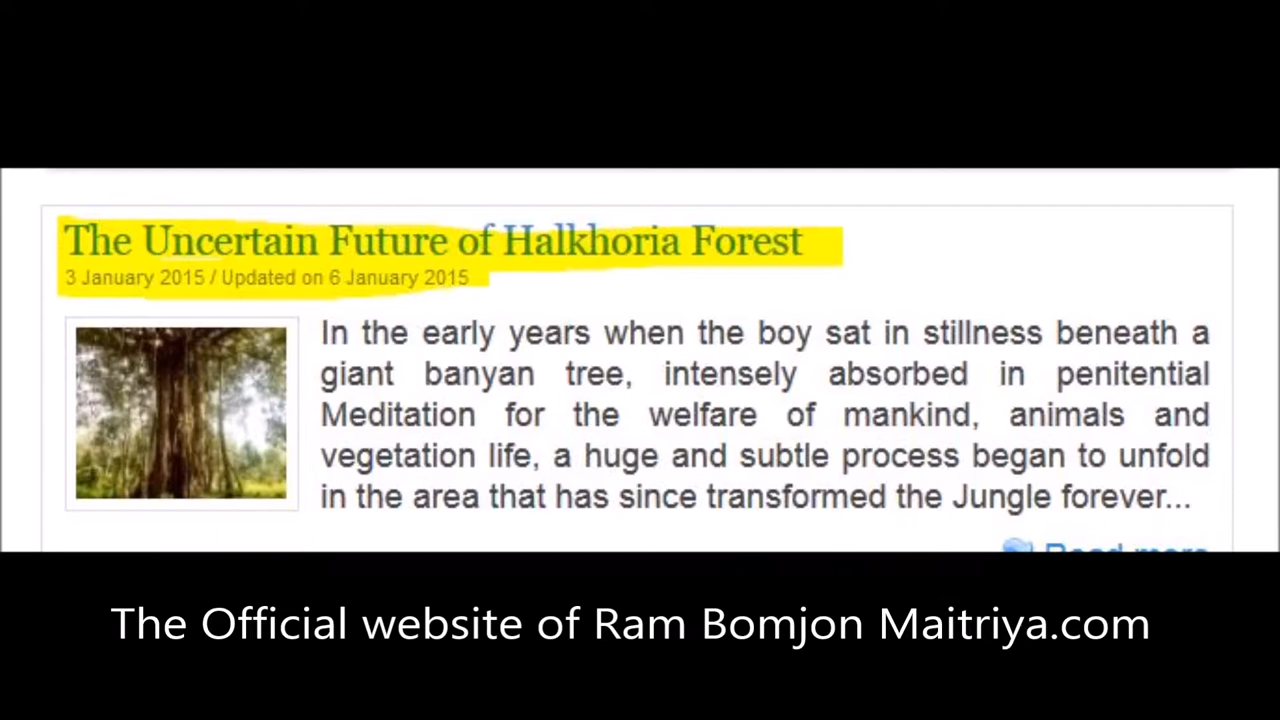 The Uncertain Future of Halkhoria Forest
3 January 2015 / Updated on 6 January 2015
In the early years when the boy sat in stillness beneath a
giant banyan tree, intensely absorbed in penitential
Meditation for the welfare of mankind, animals and
vegetation life, a huge and subtle process began to unfold
in the area that has since transformed the Jungle forever...
Read more
The Official website of Ram Bomjon Maitriya.com